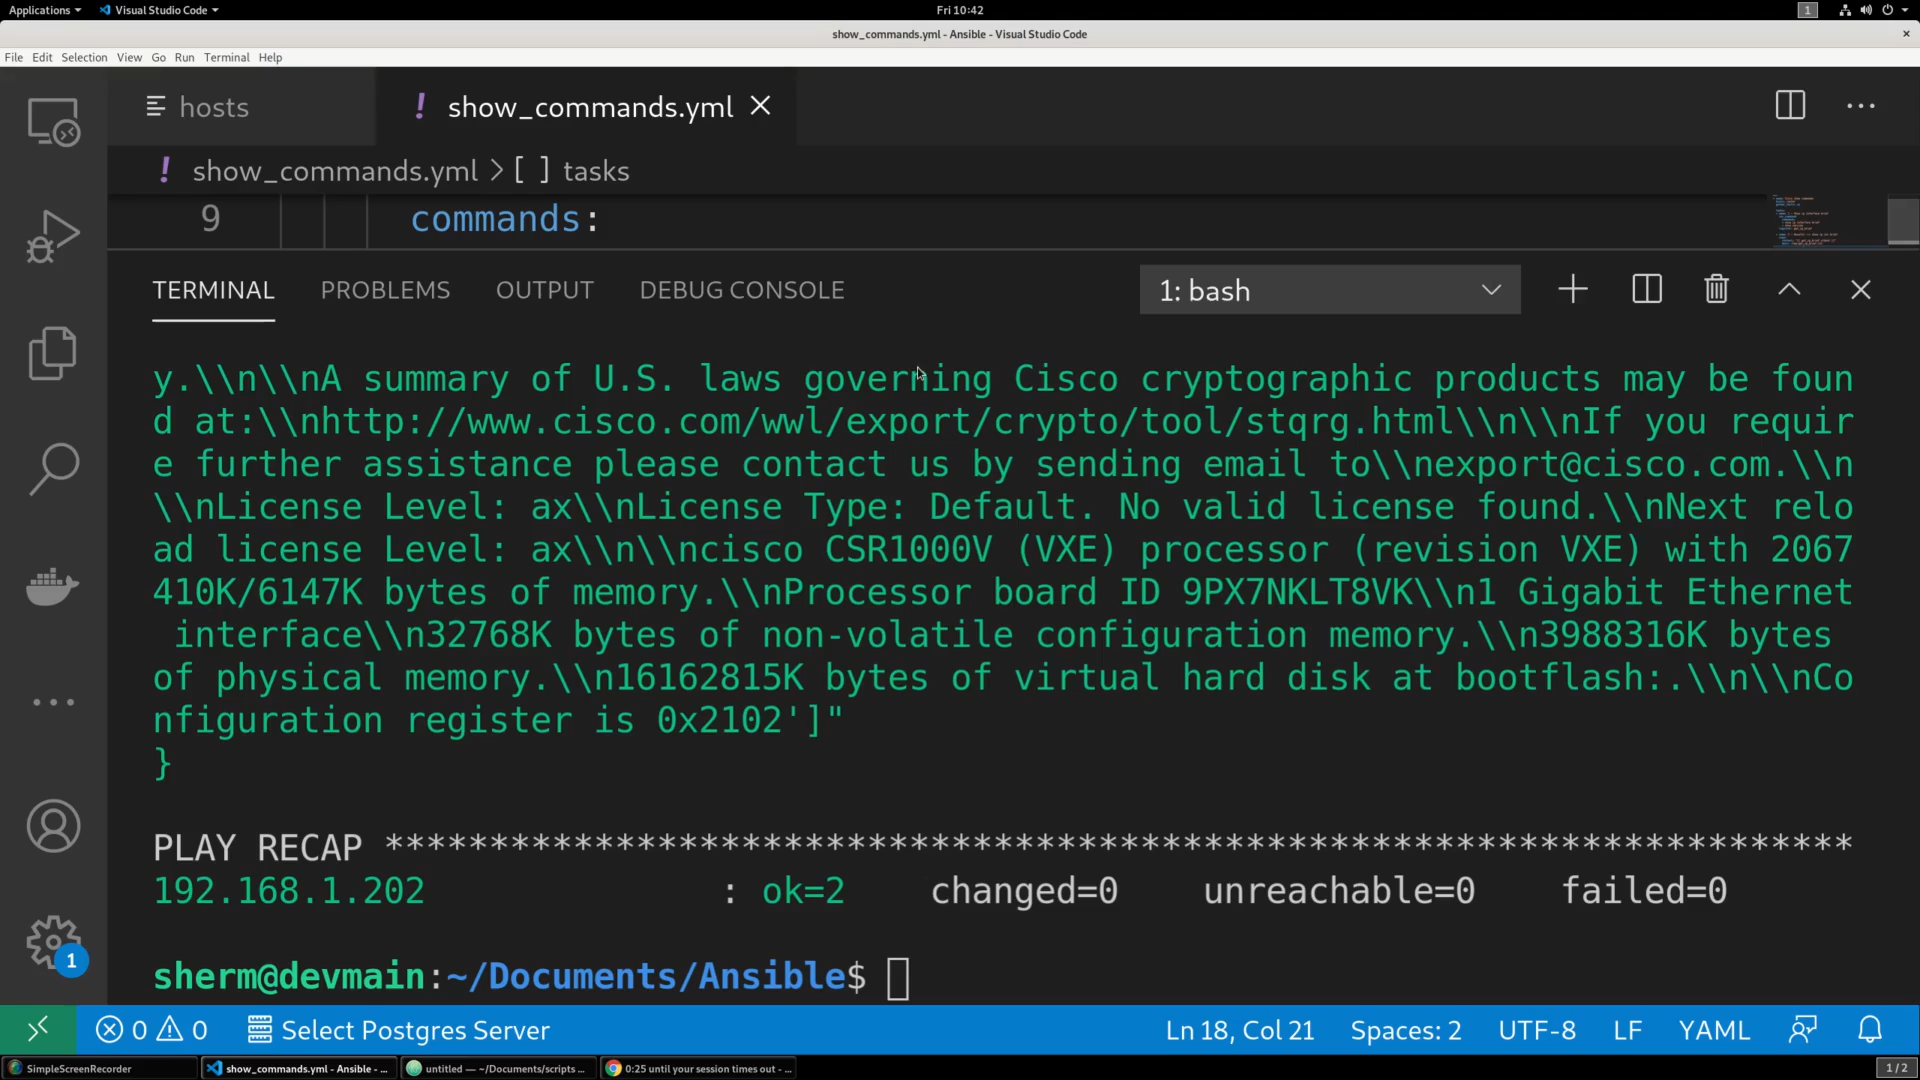 Applications Visual Studio Code Fri 10:42 1
show_commands.yml - Ansible - Visual Studio Code
File Edit Selection View Go Run Terminal Help
hosts ! show_commands.yml
! show_commands.yml > [ ] tasks
9 commands:
TERMINAL PROBLEMS OUTPUT DEBUG CONSOLE 1: bash
y.\\n\\nA summary of U.S. laws governing Cisco cryptographic products may be foun
d at:\\nhttp://www.cisco.com/wwl/export/crypto/tool/stqrg.html\\n\\nIf you requir
e further assistance please contact us by sending email to\\nexport@cisco.com.\\n
\\nLicense Level: ax\\nLicense Type: Default. No valid license found.\\nNext relo
ad license Level: ax\\n\\ncisco CSR1000V (VXE) processor (revision VXE) with 2067
410K/6147K bytes of memory.\\nProcessor board ID 9PX7NKLT8VK\\n1 Gigabit Ethernet
interface\\n32768K bytes of non-volatile configuration memory.\\n3988316K bytes
of physical memory.\\n16162815K bytes of virtual hard disk at bootflash:.\\n\\nCo
nfiguration register is 0x2102']"
}
PLAY RECAP **********************************************************************
192.168.1.202 : ok=2 changed=0 unreachable=0 failed=0
1
sherm@devmain:~/Documents/Ansible$
0 0 Select Postgres Server Ln 18, Col 21 Spaces: 2 UTF-8 LF YAML
SimpleScreenRecorder show_commands.yml - Ansible - ... untitled — ~/Documents/scripts ... 0:25 until your session times out - ... 1 / 2